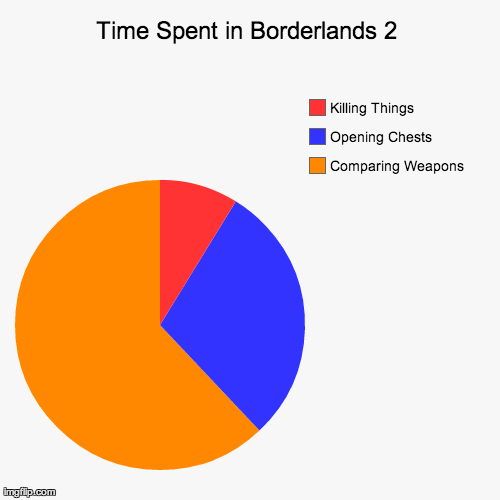 Time Spent in Borderlands 2
Killing Things
Opening Chests
Comparing Weapons
imgflip.com